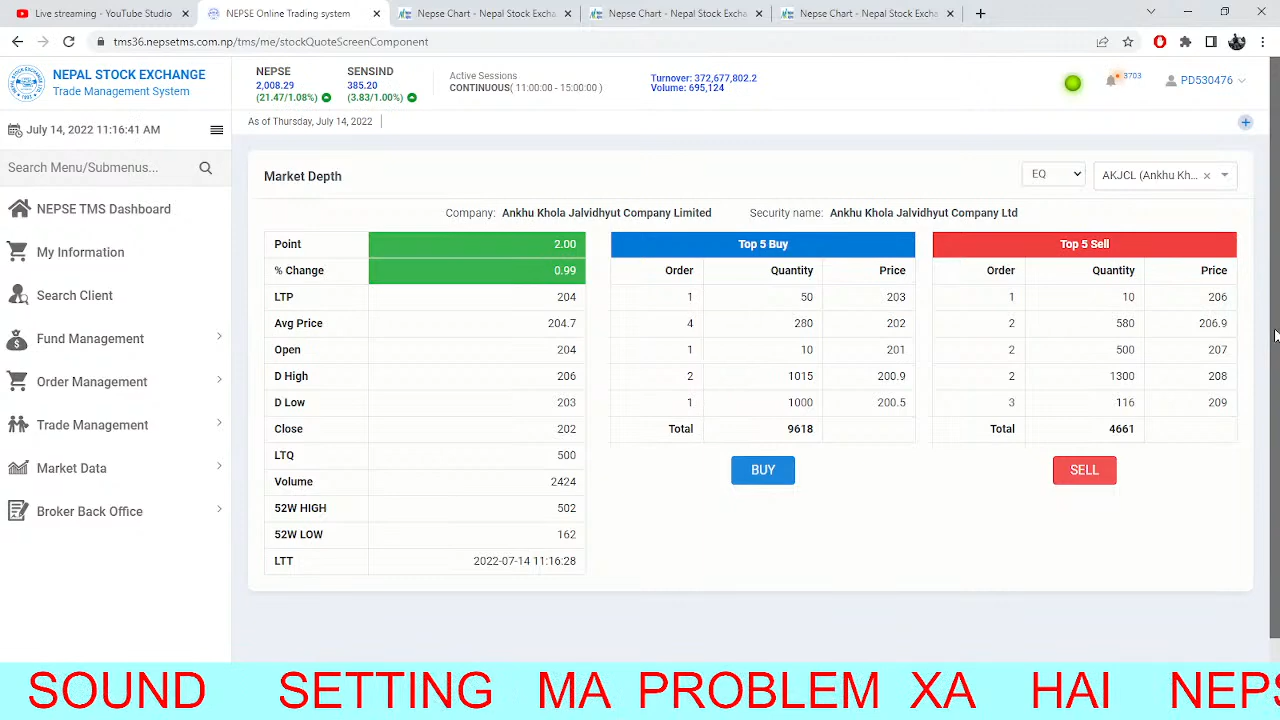 Live streaming - YouTube Studio
NEPSE Online Trading system
Nepse Chart - Nepal Stock Excha
Nepse Chart - Nepal Stock Excha
Nepse Chart - Nepal Stock Excha
tms36.nepsetms.com.np/tms/me/stockQuoteScreenComponent
NEPAL STOCK EXCHANGE
Trade Management System
NEPSE
2,008.29
(21.47/1.08%)
SENSIND
385.20
(3.83/1.00%)
Active Sessions
CONTINUOUS( 11:00:00 - 15:00:00 )
Turnover: 372,677,802.2
Volume: 695,124
3703
PD530476
July 14, 2022 11:16:41 AM
As of Thursday, July 14, 2022
Search Menu/Submenus...
NEPSE TMS Dashboard
My Information
Search Client
Fund Management
Order Management
Trade Management
Market Data
Broker Back Office
Market Depth
EQ
AKJCL (Ankhu Kh...
Company: Ankhu Khola Jalvidhyut Company Limited
Security name: Ankhu Khola Jalvidhyut Company Ltd
Point 2.00
% Change 0.99
LTP 204
Avg Price 204.7
Open 204
D High 206
D Low 203
Close 202
LTQ 500
Volume 2424
52W HIGH 502
52W LOW 162
LTT 2022-07-14 11:16:28
Top 5 Buy
Order Quantity Price
1 50 203
4 280 202
1 10 201
2 1015 200.9
1 1000 200.5
Total 9618
BUY
Top 5 Sell
Order Quantity Price
1 10 206
2 580 206.9
2 500 207
2 1300 208
3 116 209
Total 4661
SELL
SOUND SETTING MA PROBLEM XA HAI NEPS